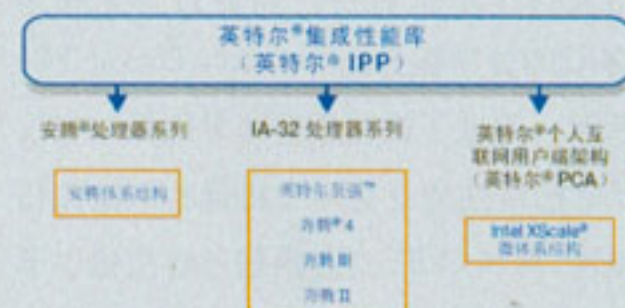 英特尔®集成性能库
(英特尔® IPP)
安腾®处理器系列
安腾体系结构
IA-32 处理器系列
英特尔至强™
奔腾® 4
奔腾 III
奔腾 II
英特尔®个人互
联网用户端架构
(英特尔® PCA)
Intel XScale®
微体系结构